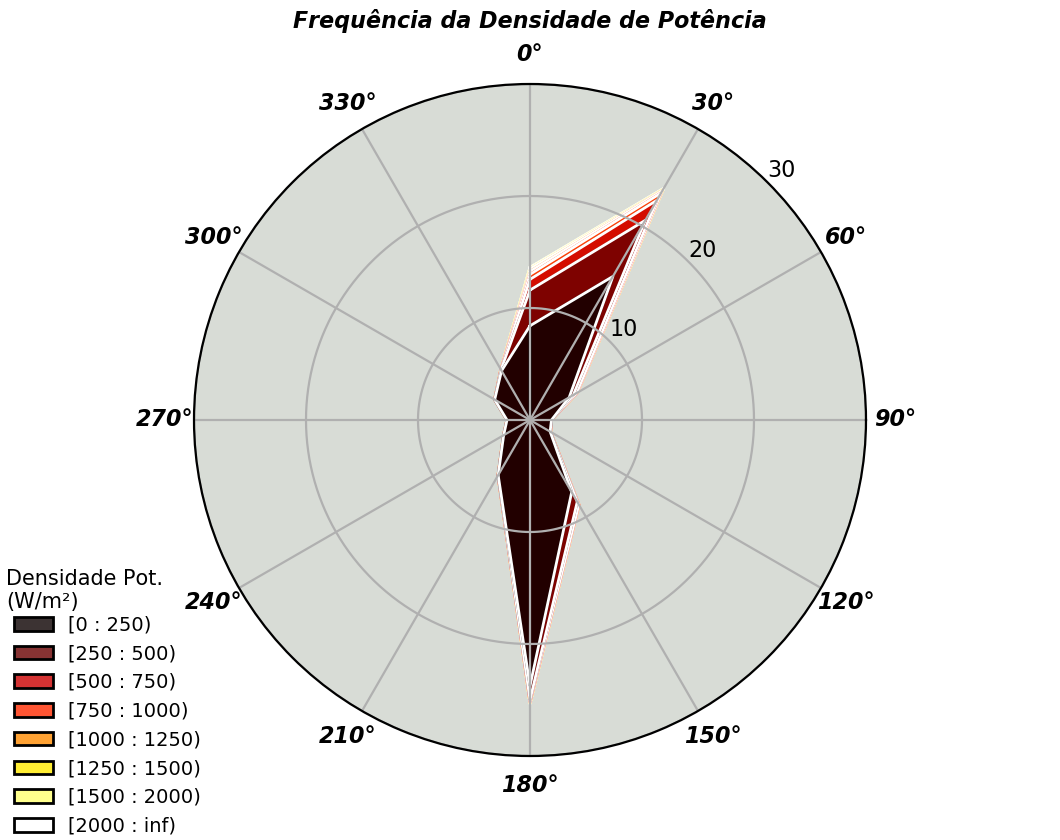 Frequência da Densidade de Potência
0°
330°
30°
30
300°
60°
20
10
270°
90°
240°
120°
210°
150°
180°
Densidade Pot.
(W/m²)
[0 : 250)
[250 : 500)
[500 : 750)
[750 : 1000)
[1000 : 1250)
[1250 : 1500)
[1500 : 2000)
[2000 : inf)